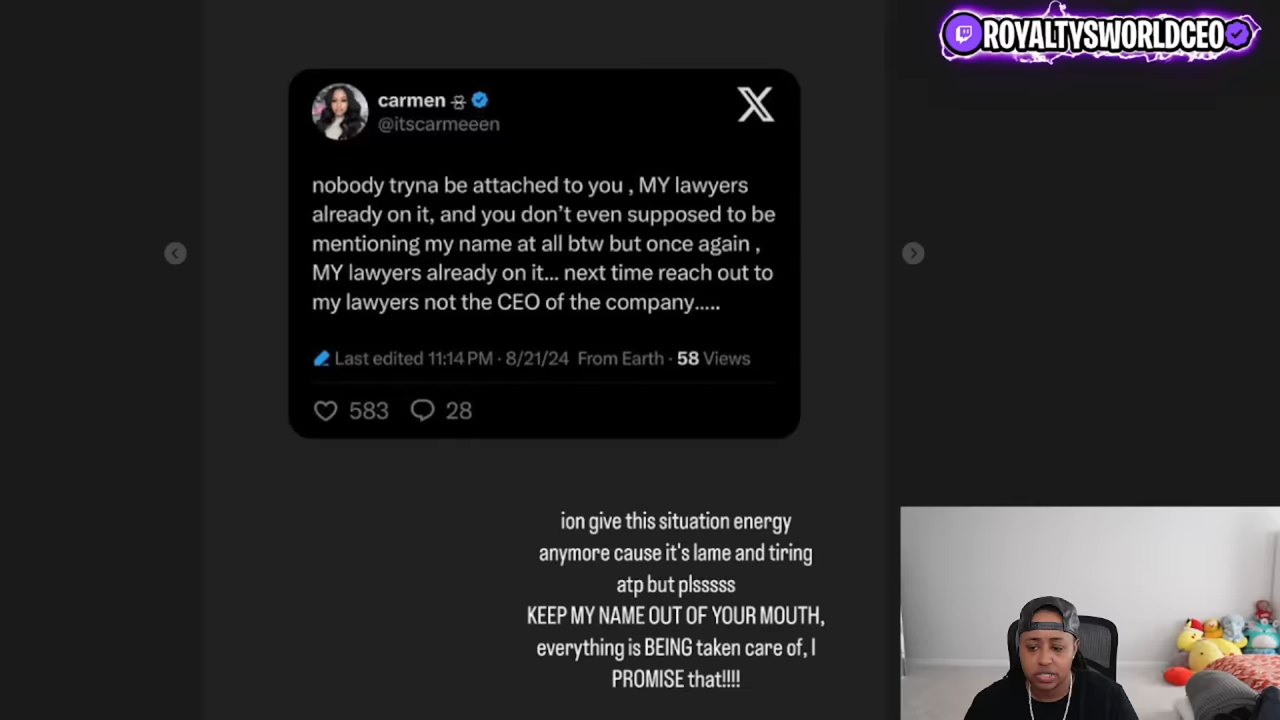 ROYALTYSWORLDCEO
carmen
@itscarmeeen
nobody tryna be attached to you , MY lawyers
already on it, and you don't even supposed to be
mentioning my name at all btw but once again ,
MY lawyers already on it... next time reach out to
my lawyers not the CEO of the company.....
Last edited 11:14 PM · 8/21/24 From Earth · 58 Views
583 28
ion give this situation energy
anymore cause it's lame and tiring
atp but plsssss
KEEP MY NAME OUT OF YOUR MOUTH,
everything is BEING taken care of, I
PROMISE that!!!!